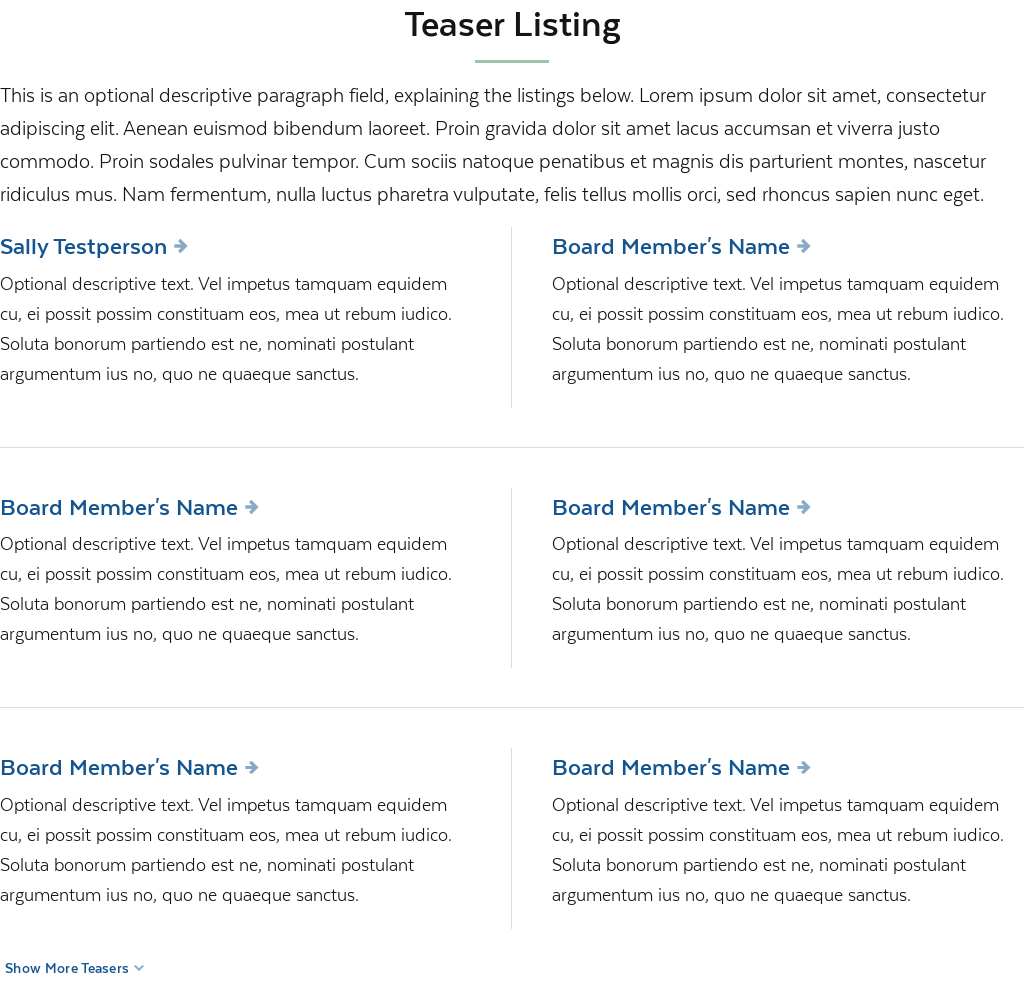 Teaser Listing
This is an optional descriptive paragraph field, explaining the listings below. Lorem ipsum dolor sit amet, consectetur
adipiscing elit. Aenean euismod bibendum laoreet. Proin gravida dolor sit amet lacus accumsan et viverra justo
commodo. Proin sodales pulvinar tempor. Cum sociis natoque penatibus et magnis dis parturient montes, nascetur
ridiculus mus. Nam fermentum, nulla luctus pharetra vulputate, felis tellus mollis orci, sed rhoncus sapien nunc eget.
Sally Testperson
Optional descriptive text. Vel impetus tamquam equidem
cu, ei possit possim constituam eos, mea ut rebum iudico.
Soluta bonorum partiendo est ne, nominati postulant
argumentum ius no, quo ne quaeque sanctus.
Board Member's Name
Optional descriptive text. Vel impetus tamquam equidem
cu, ei possit possim constituam eos, mea ut rebum iudico.
Soluta bonorum partiendo est ne, nominati postulant
argumentum ius no, quo ne quaeque sanctus.
Board Member's Name
Optional descriptive text. Vel impetus tamquam equidem
cu, ei possit possim constituam eos, mea ut rebum iudico.
Soluta bonorum partiendo est ne, nominati postulant
argumentum ius no, quo ne quaeque sanctus.
Board Member's Name
Optional descriptive text. Vel impetus tamquam equidem
cu, ei possit possim constituam eos, mea ut rebum iudico.
Soluta bonorum partiendo est ne, nominati postulant
argumentum ius no, quo ne quaeque sanctus.
Board Member's Name
Optional descriptive text. Vel impetus tamquam equidem
cu, ei possit possim constituam eos, mea ut rebum iudico.
Soluta bonorum partiendo est ne, nominati postulant
argumentum ius no, quo ne quaeque sanctus.
Board Member's Name
Optional descriptive text. Vel impetus tamquam equidem
cu, ei possit possim constituam eos, mea ut rebum iudico.
Soluta bonorum partiendo est ne, nominati postulant
argumentum ius no, quo ne quaeque sanctus.
Show More Teasers